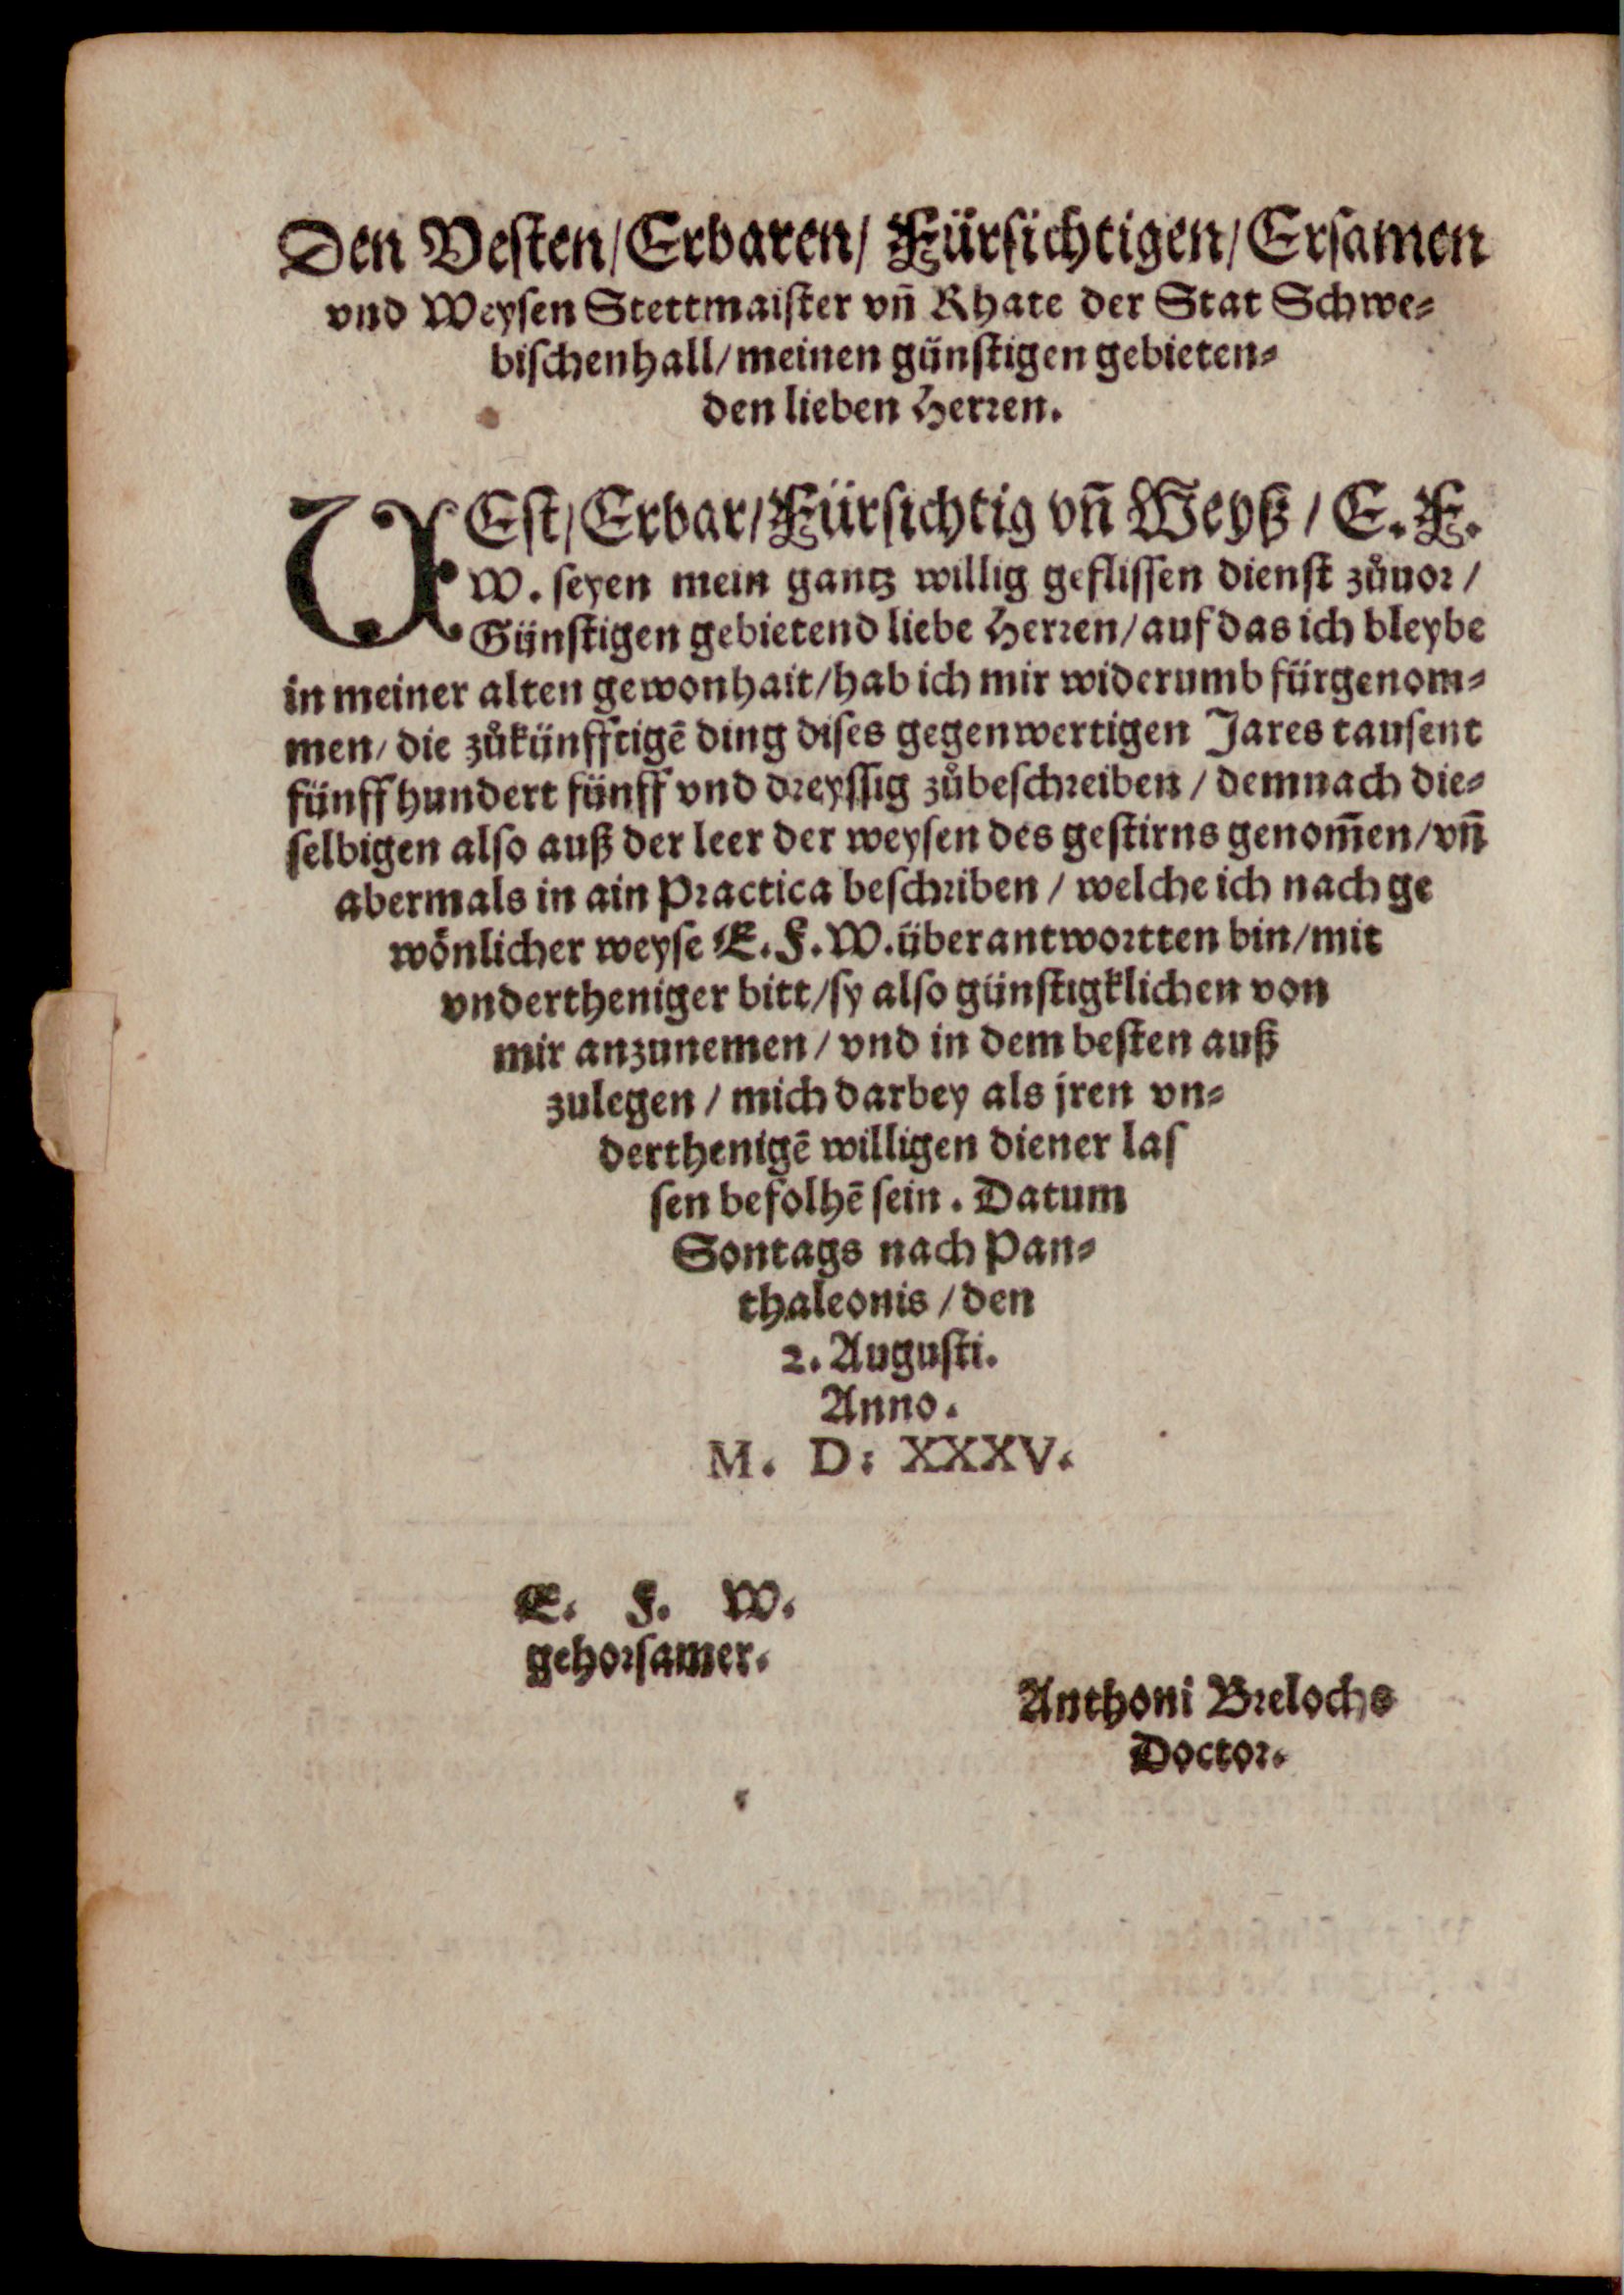 Den Vesten/ Erbaren/ Fürsichtigen/ Ersamen
vnd Weysen Stettmaister vñ Rhate der Stat Schwe⸗
bischenhall/ meinen günstigen gebieten⸗
den lieben Herren.
VEst/ Erbar/ Fürsichtig vñ Weyß / E. F.
W. seyen mein gantz willig geflissen dienst zůuor /
Günstigen gebietend liebe Herren/ auf das ich bleybe
in meiner alten gewonhait/ hab ich mir widerumb fürgenom⸗
men/ die zůkünfftigē ding dises gegenwertigen Jares tausent
fünff hundert fünff vnd dreyssig zůbeschreiben / demnach die⸗
selbigen also auß der leer der weysen des gestirns genom̃en/ vñ
abermals in ain Practica beschriben / welche ich nach ge
wönlicher weyse E. F. W. überantwortten bin/ mit
vndertheniger bitt/ sy also günstigklichen von
mir anzunemen / vnd in dem besten auß
zulegen / mich darbey als jren vn⸗
derthenigē willigen diener las
sen befolhē sein. Datum
Sontags nach Pan⸗
thaleonis / den
2. Augusti.
Anno.
M. D: XXXV.
E. F. W.
gehorsamer.
Anthoni Brelochs
Doctor.